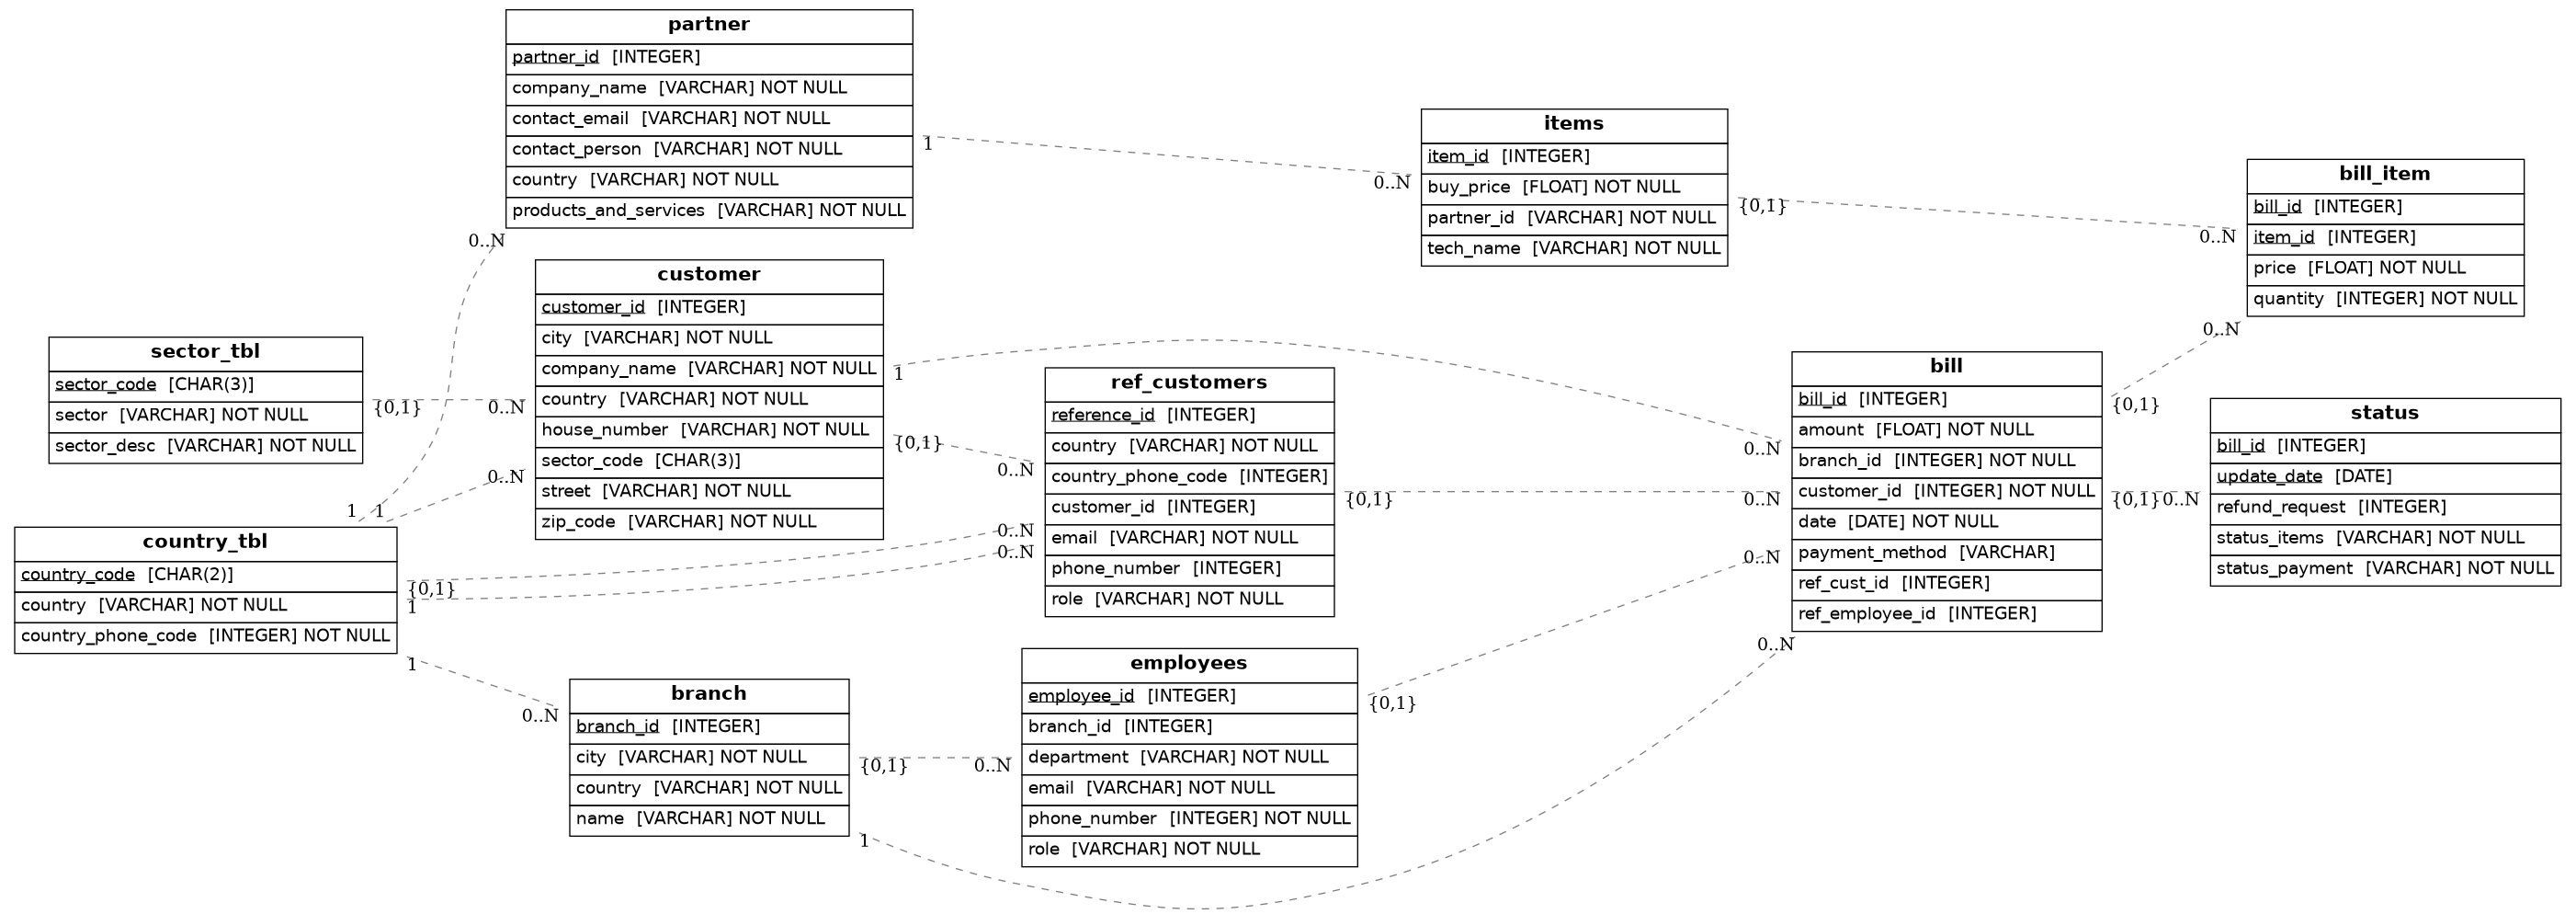 partner
partner_id [INTEGER]
company_name [VARCHAR] NOT NULL
contact_email [VARCHAR] NOT NULL
contact_person [VARCHAR] NOT NULL
country [VARCHAR] NOT NULL
products_and_services [VARCHAR] NOT NULL
1
0..N
0..N
items
item_id [INTEGER]
buy_price [FLOAT] NOT NULL
partner_id [VARCHAR] NOT NULL
tech_name [VARCHAR] NOT NULL
{0,1}
0..N
bill_item
bill_id [INTEGER]
item_id [INTEGER]
price [FLOAT] NOT NULL
quantity [INTEGER] NOT NULL
0..N
customer
customer_id [INTEGER]
city [VARCHAR] NOT NULL
company_name [VARCHAR] NOT NULL
country [VARCHAR] NOT NULL
house_number [VARCHAR] NOT NULL
sector_code [CHAR(3)]
street [VARCHAR] NOT NULL
zip_code [VARCHAR] NOT NULL
1
{0,1}
0..N
0..N
sector_tbl
sector_code [CHAR(3)]
sector [VARCHAR] NOT NULL
sector_desc [VARCHAR] NOT NULL
{0,1}
ref_customers
reference_id [INTEGER]
country [VARCHAR] NOT NULL
country_phone_code [INTEGER]
customer_id [INTEGER]
email [VARCHAR] NOT NULL
phone_number [INTEGER]
role [VARCHAR] NOT NULL
0..N
0..N
0..N
{0,1}
bill
bill_id [INTEGER]
amount [FLOAT] NOT NULL
branch_id [INTEGER] NOT NULL
customer_id [INTEGER] NOT NULL
date [DATE] NOT NULL
payment_method [VARCHAR]
ref_cust_id [INTEGER]
ref_employee_id [INTEGER]
0..N
0..N
0..N
0..N
{0,1}
{0,1}
0..N
status
bill_id [INTEGER]
update_date [DATE]
refund_request [INTEGER]
status_items [VARCHAR] NOT NULL
status_payment [VARCHAR] NOT NULL
country_tbl
country_code [CHAR(2)]
country [VARCHAR] NOT NULL
country_phone_code [INTEGER] NOT NULL
1
1
{0,1}
1
1
branch
branch_id [INTEGER]
city [VARCHAR] NOT NULL
country [VARCHAR] NOT NULL
name [VARCHAR] NOT NULL
0..N
{0,1}
1
employees
employee_id [INTEGER]
branch_id [INTEGER]
department [VARCHAR] NOT NULL
email [VARCHAR] NOT NULL
phone_number [INTEGER] NOT NULL
role [VARCHAR] NOT NULL
0..N
{0,1}